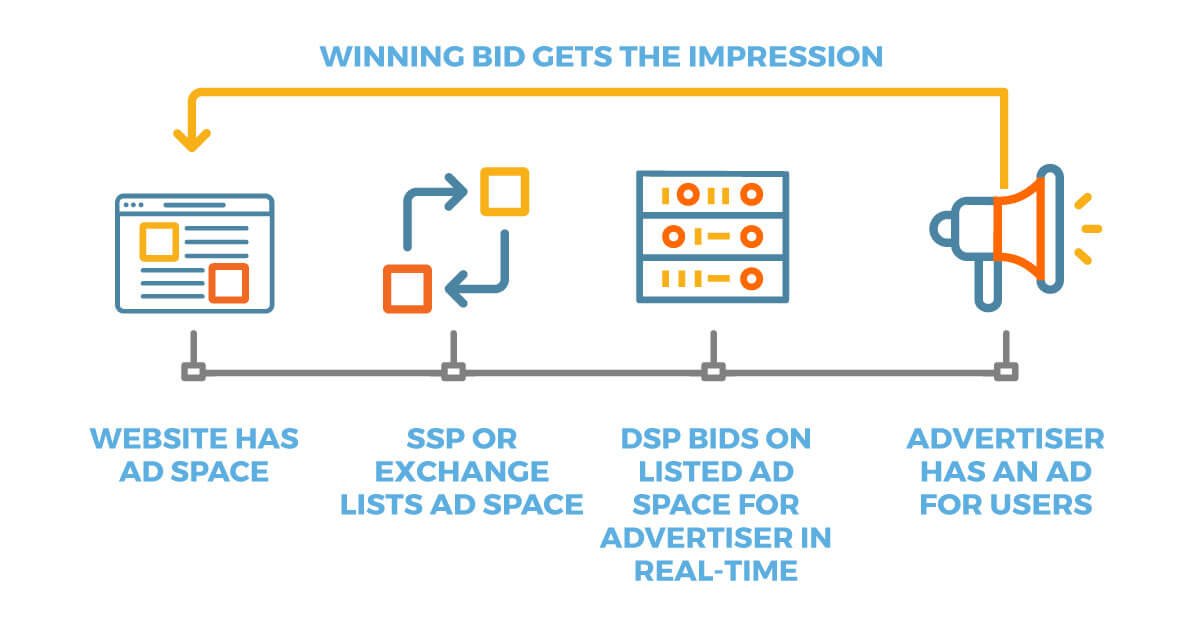 WINNING BID GETS THE IMPRESSION
WEBSITE HAS
AD SPACE
SSP OR
EXCHANGE
LISTS AD SPACE
DSP BIDS ON
LISTED AD
SPACE FOR
ADVERTISER IN
REAL-TIME
ADVERTISER
HAS AN AD
FOR USERS